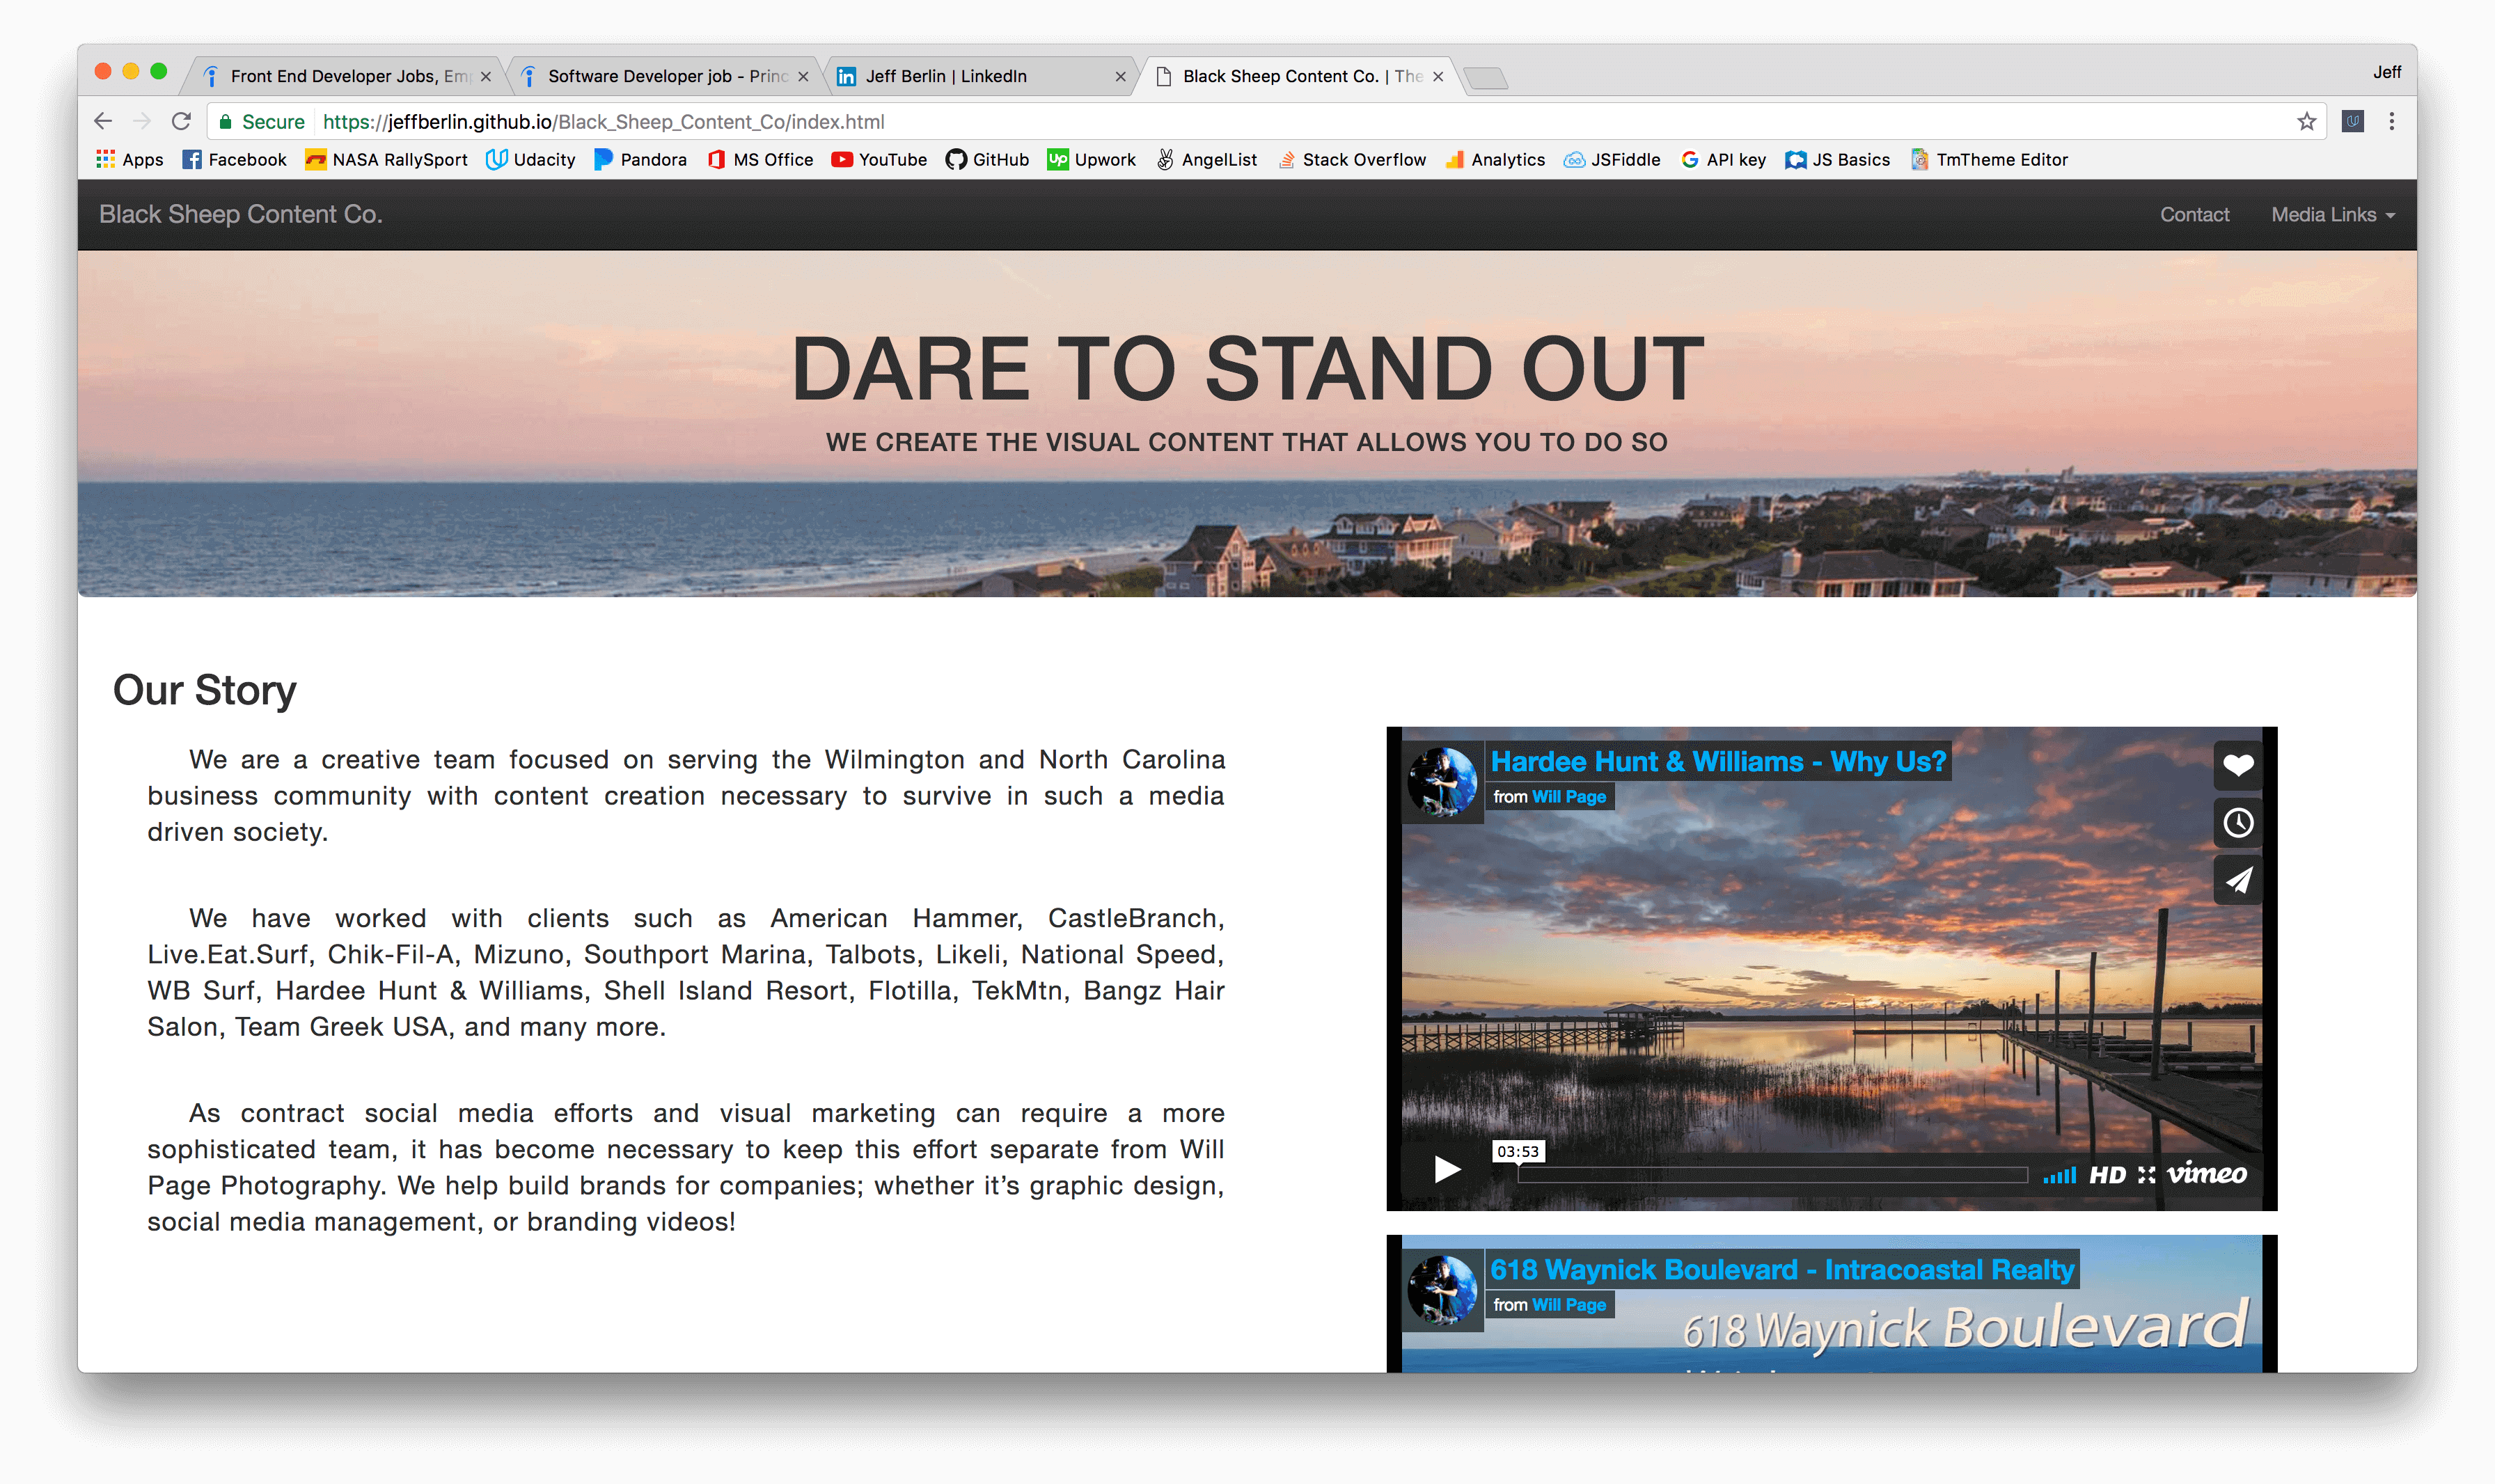 Front End Developer Jobs, Em
Software Developer job - Princ
Jeff Berlin | LinkedIn
Black Sheep Content Co. | The
Jeff
Secure https://jeffberlin.github.io/Black_Sheep_Content_Co/index.html
Apps Facebook NASA RallySport Udacity Pandora MS Office YouTube GitHub Upwork AngelList Stack Overflow Analytics JSFiddle API key JS Basics TmTheme Editor
Black Sheep Content Co. Contact Media Links
DARE TO STAND OUT
WE CREATE THE VISUAL CONTENT THAT ALLOWS YOU TO DO SO
Our Story
We are a creative team focused on serving the Wilmington and North Carolina
business community with content creation necessary to survive in such a media
driven society.
We have worked with clients such as American Hammer, CastleBranch,
Live.Eat.Surf, Chik-Fil-A, Mizuno, Southport Marina, Talbots, Likeli, National Speed,
WB Surf, Hardee Hunt & Williams, Shell Island Resort, Flotilla, TekMtn, Bangz Hair
Salon, Team Greek USA, and many more.
As contract social media efforts and visual marketing can require a more
sophisticated team, it has become necessary to keep this effort separate from Will
Page Photography. We help build brands for companies; whether it’s graphic design,
social media management, or branding videos!
Hardee Hunt & Williams - Why Us?
from Will Page
03:53
HD vimeo
618 Waynick Boulevard - Intracoastal Realty
from Will Page
618 Waynick Boulevard